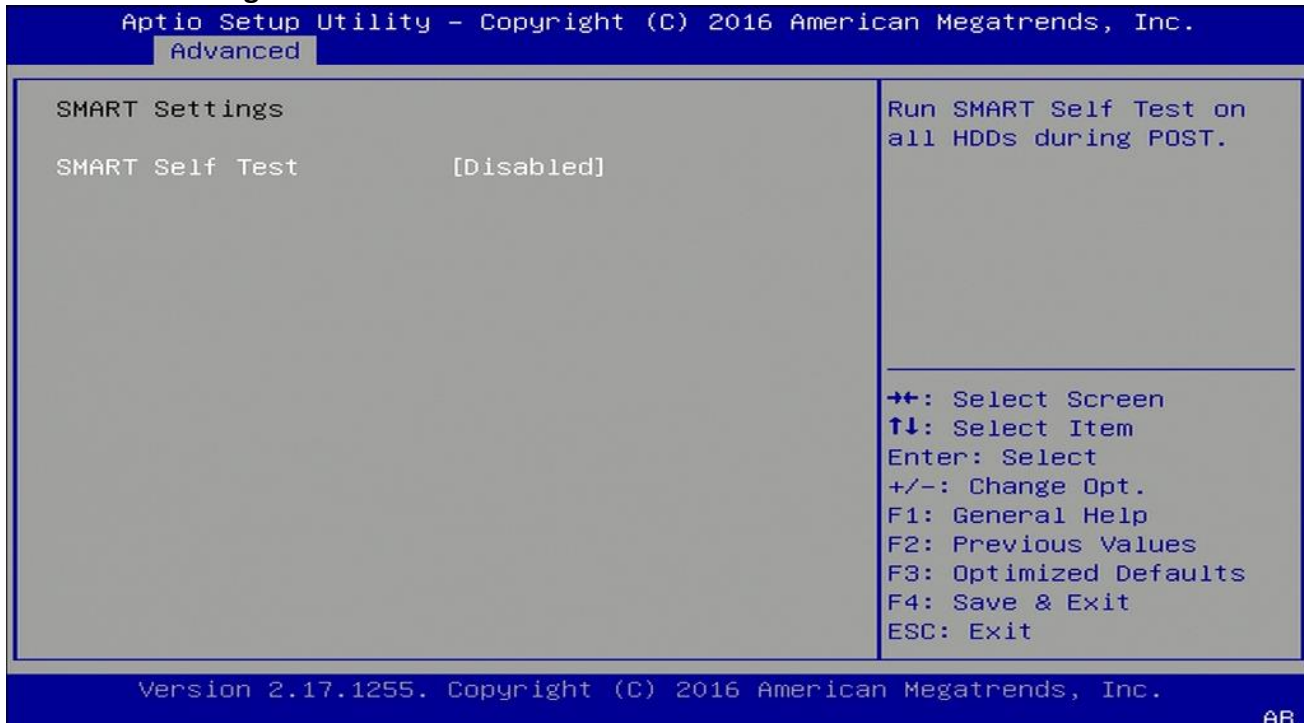 Aptio Setup Utility – Copyright (C) 2016 American Megatrends, Inc.
Advanced
SMART Settings
SMART Self Test [Disabled]
Run SMART Self Test on
all HDDs during POST.
→←: Select Screen
↑↓: Select Item
Enter: Select
+/-: Change Opt.
F1: General Help
F2: Previous Values
F3: Optimized Defaults
F4: Save & Exit
ESC: Exit
Version 2.17.1255. Copyright (C) 2016 American Megatrends, Inc.
AB